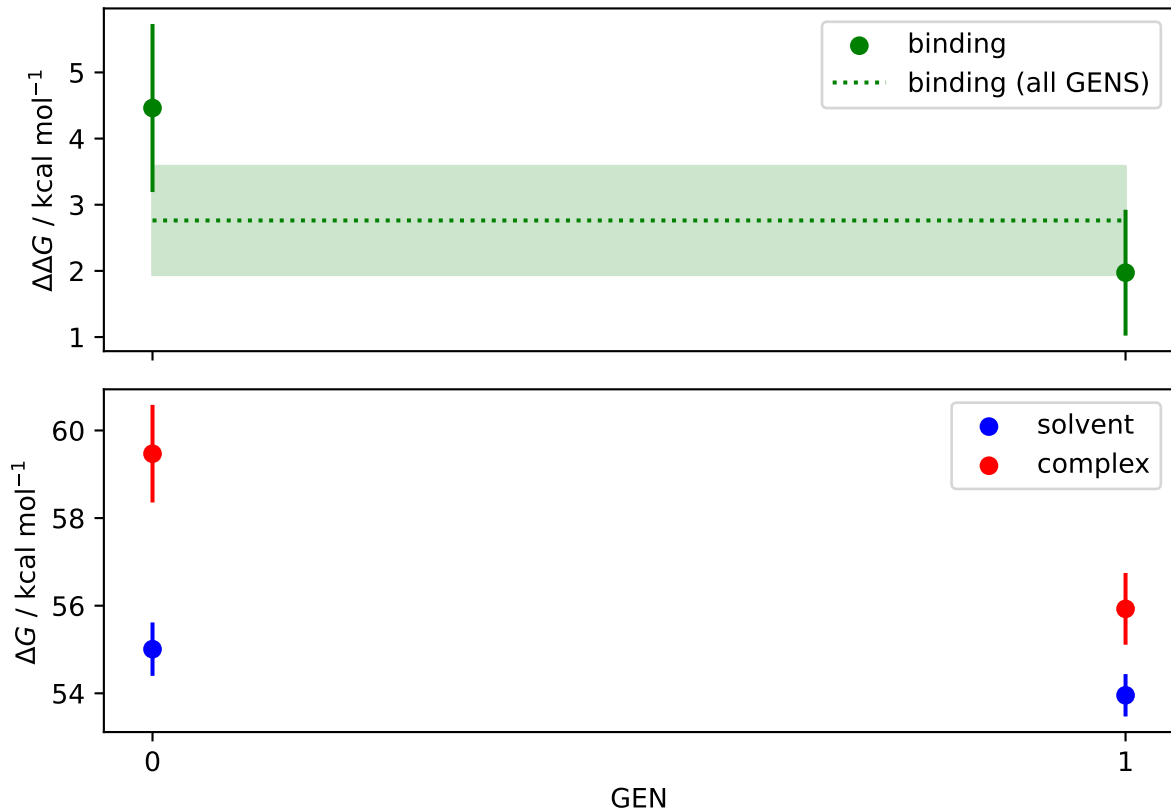 binding
binding (all GENS)
ΔΔG / kcal mol⁻¹
5
4
3
2
1
solvent
complex
ΔG / kcal mol⁻¹
60
58
56
54
0
1
GEN